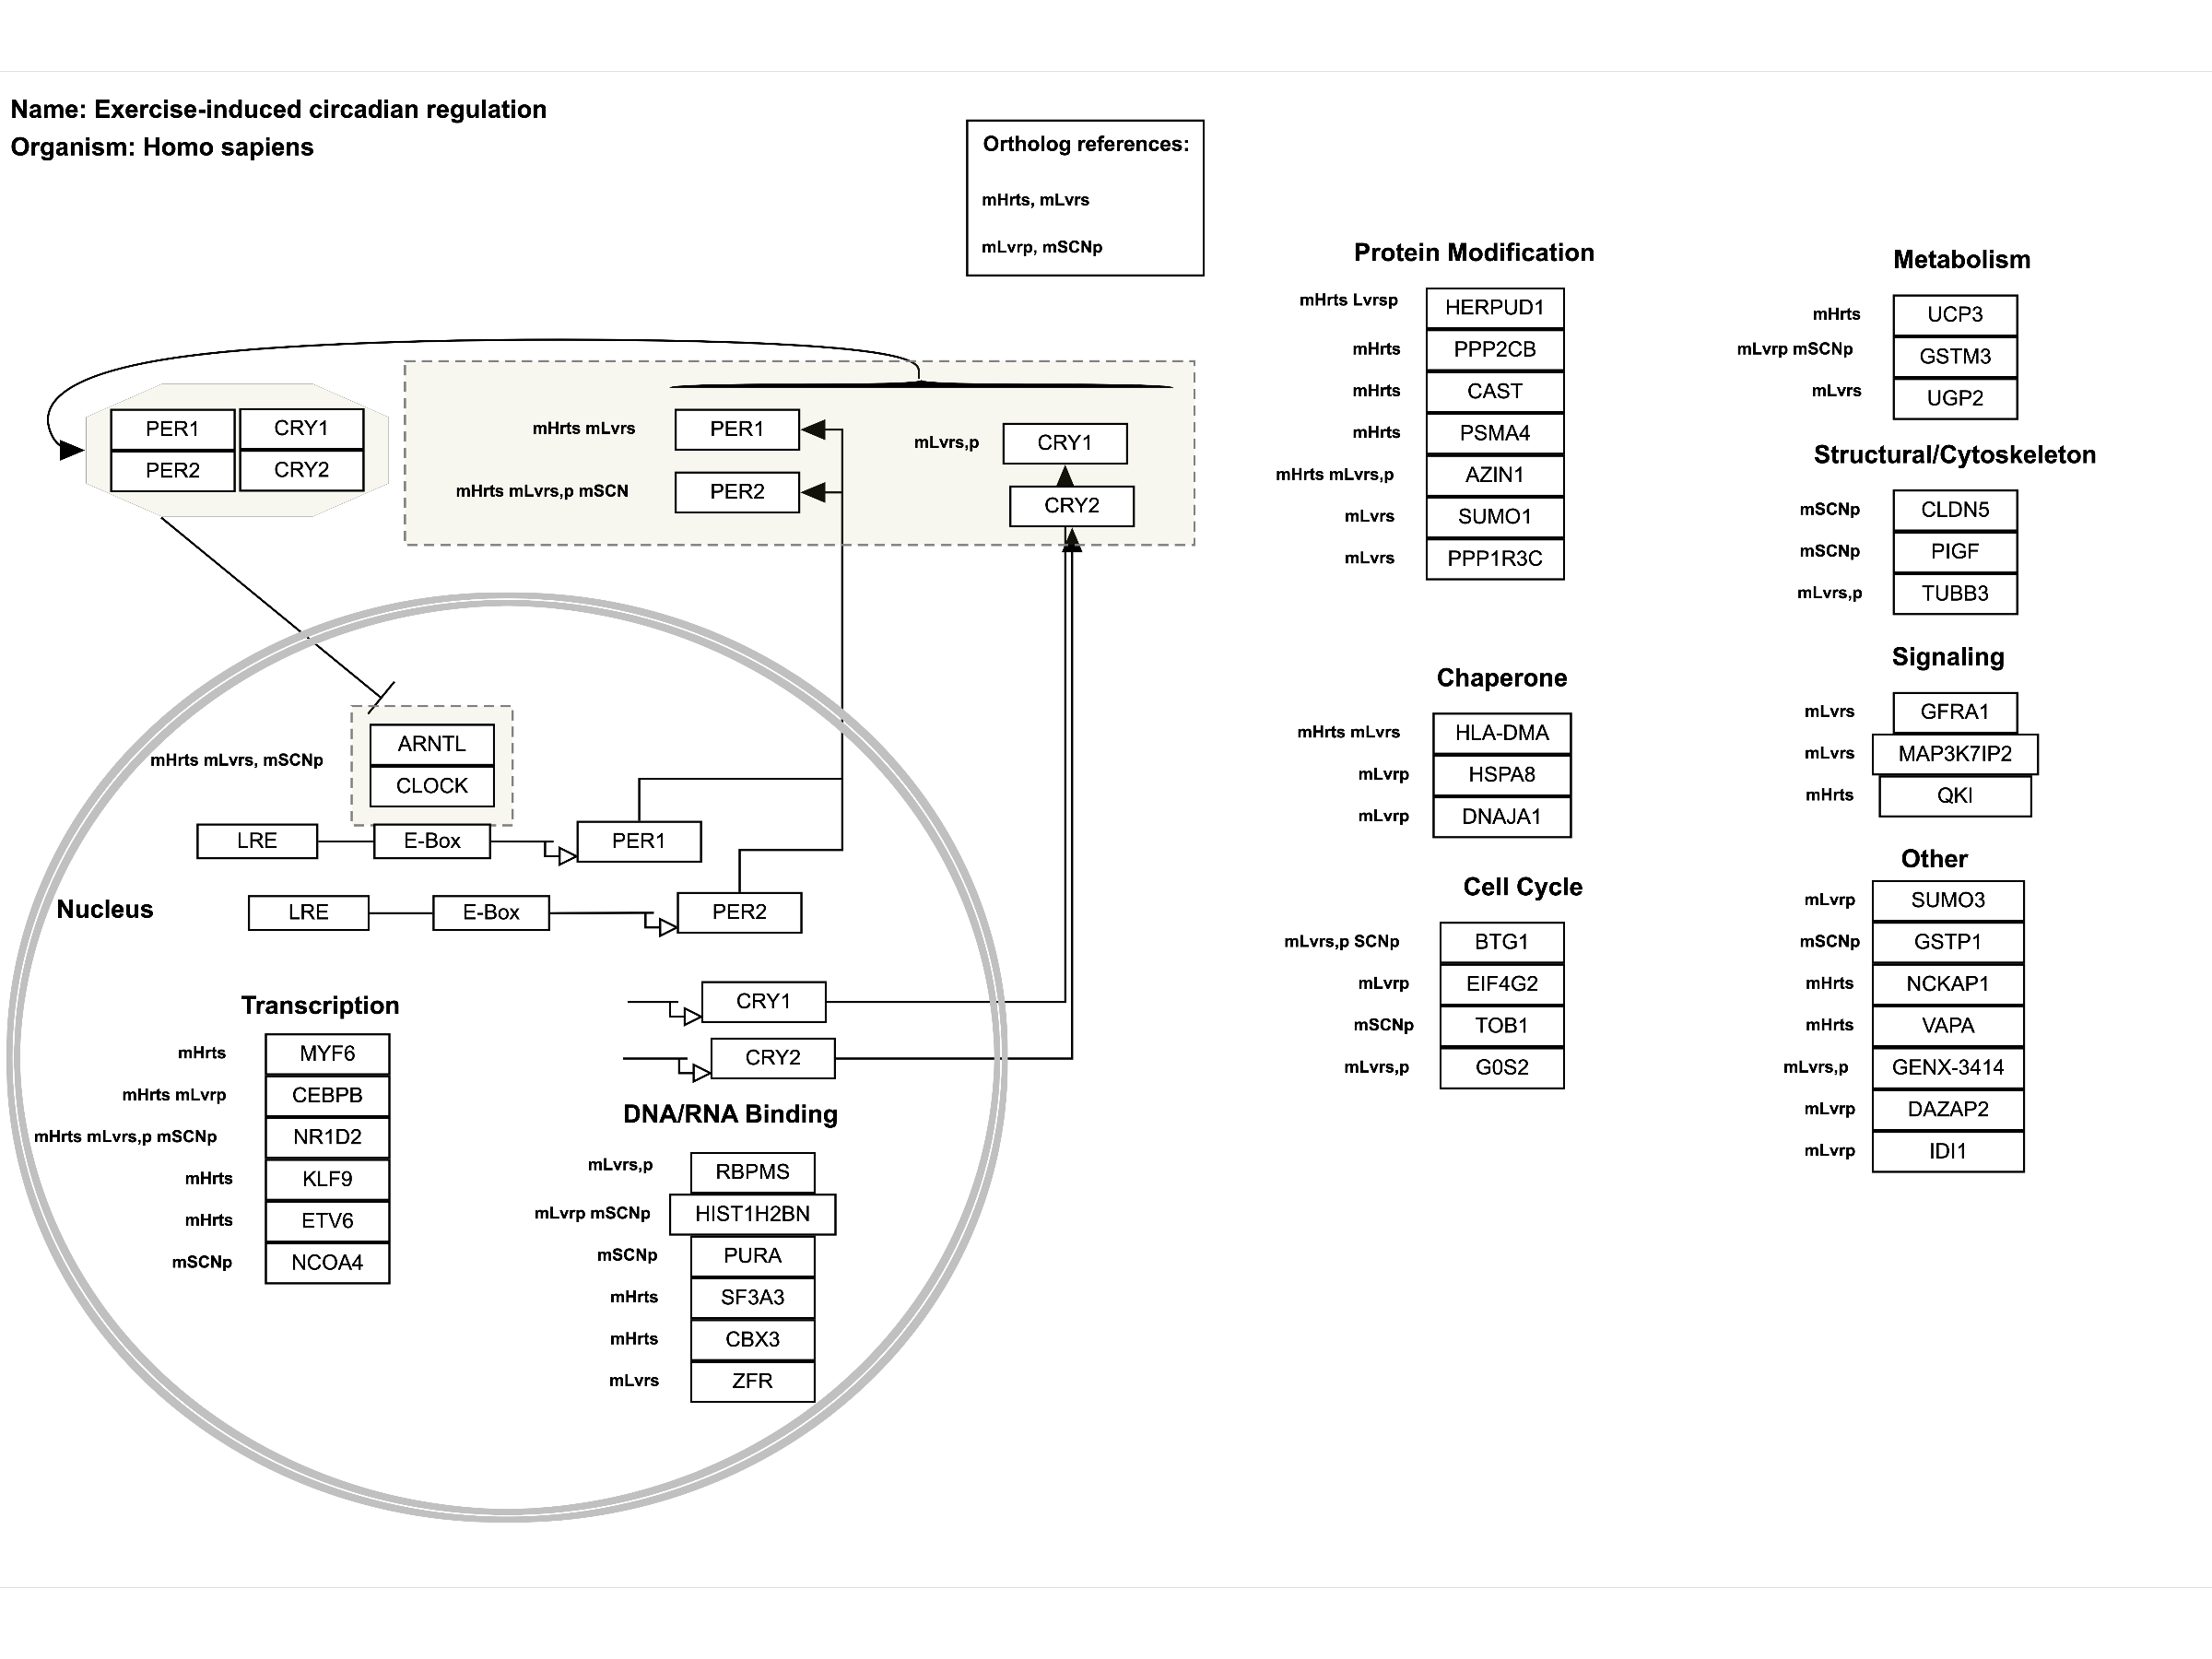 Name: Exercise-induced circadian regulation
Organism: Homo sapiens
Ortholog references:
mHrts, mLvrs
mLvrp, mSCNp
PER1 CRY1
PER2 CRY2
mHrts mLvrs PER1
mHrts mLvrs,p mSCN PER2
mLvrs,p CRY1
CRY2
mHrts mLvrs, mSCNp
ARNTL
CLOCK
LRE E-Box PER1
Nucleus
LRE E-Box PER2
CRY1
CRY2
Transcription
mHrts MYF6
mHrts mLvrp CEBPB
mHrts mLvrs,p mSCNp NR1D2
mHrts KLF9
mHrts ETV6
mSCNp NCOA4
DNA/RNA Binding
mLvrs,p RBPMS
mLvrp mSCNp HIST1H2BN
mSCNp PURA
mHrts SF3A3
mHrts CBX3
mLvrs ZFR
Protein Modification
mHrts Lvrsp HERPUD1
mHrts PPP2CB
mHrts CAST
mHrts PSMA4
mHrts mLvrs,p AZIN1
mLvrs SUMO1
mLvrs PPP1R3C
Chaperone
mHrts mLvrs HLA-DMA
mLvrp HSPA8
mLvrp DNAJA1
Cell Cycle
mLvrs,p SCNp BTG1
mLvrp EIF4G2
mSCNp TOB1
mLvrs,p G0S2
Metabolism
mHrts UCP3
mLvrp mSCNp GSTM3
mLvrs UGP2
Structural/Cytoskeleton
mSCNp CLDN5
mSCNp PIGF
mLvrs,p TUBB3
Signaling
mLvrs GFRA1
mLvrs MAP3K7IP2
mHrts QKI
Other
mLvrp SUMO3
mSCNp GSTP1
mHrts NCKAP1
mHrts VAPA
mLvrs,p GENX-3414
mLvrp DAZAP2
mLvrp IDI1